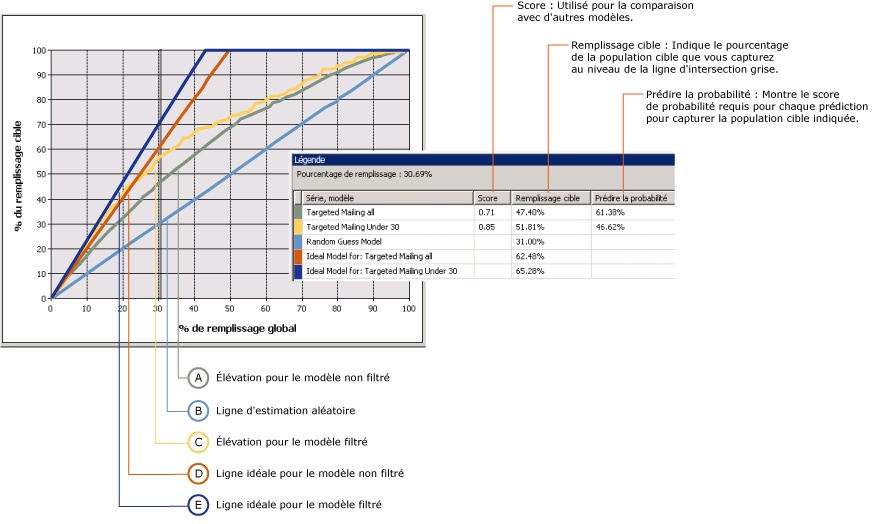 Score : Utilisé pour la comparaison
avec d'autres modèles.
Remplissage cible : Indique le pourcentage
de la population cible que vous capturez
au niveau de la ligne d'intersection grise.
Prédire la probabilité : Montre le score
de probabilité requis pour chaque prédiction
pour capturer la population cible indiquée.
% du remplissage cible
100
90
80
70
60
50
40
30
20
10
0
0 10 20 30 40 50 60 70 80 90 100
% de remplissage global
Légende
Pourcentage de remplissage : 30.69%
Série, modèle Score Remplissage cible Prédire la probabilité
Targeted Mailing all 0.71 47.40% 61.38%
Targeted Mailing Under 30 0.85 51.81% 46.62%
Random Guess Model 31.00%
Ideal Model for: Targeted Mailing all 62.48%
Ideal Model for: Targeted Mailing Under 30 65.28%
A Élévation pour le modèle non filtré
B Ligne d'estimation aléatoire
C Élévation pour le modèle filtré
D Ligne idéale pour le modèle non filtré
E Ligne idéale pour le modèle filtré